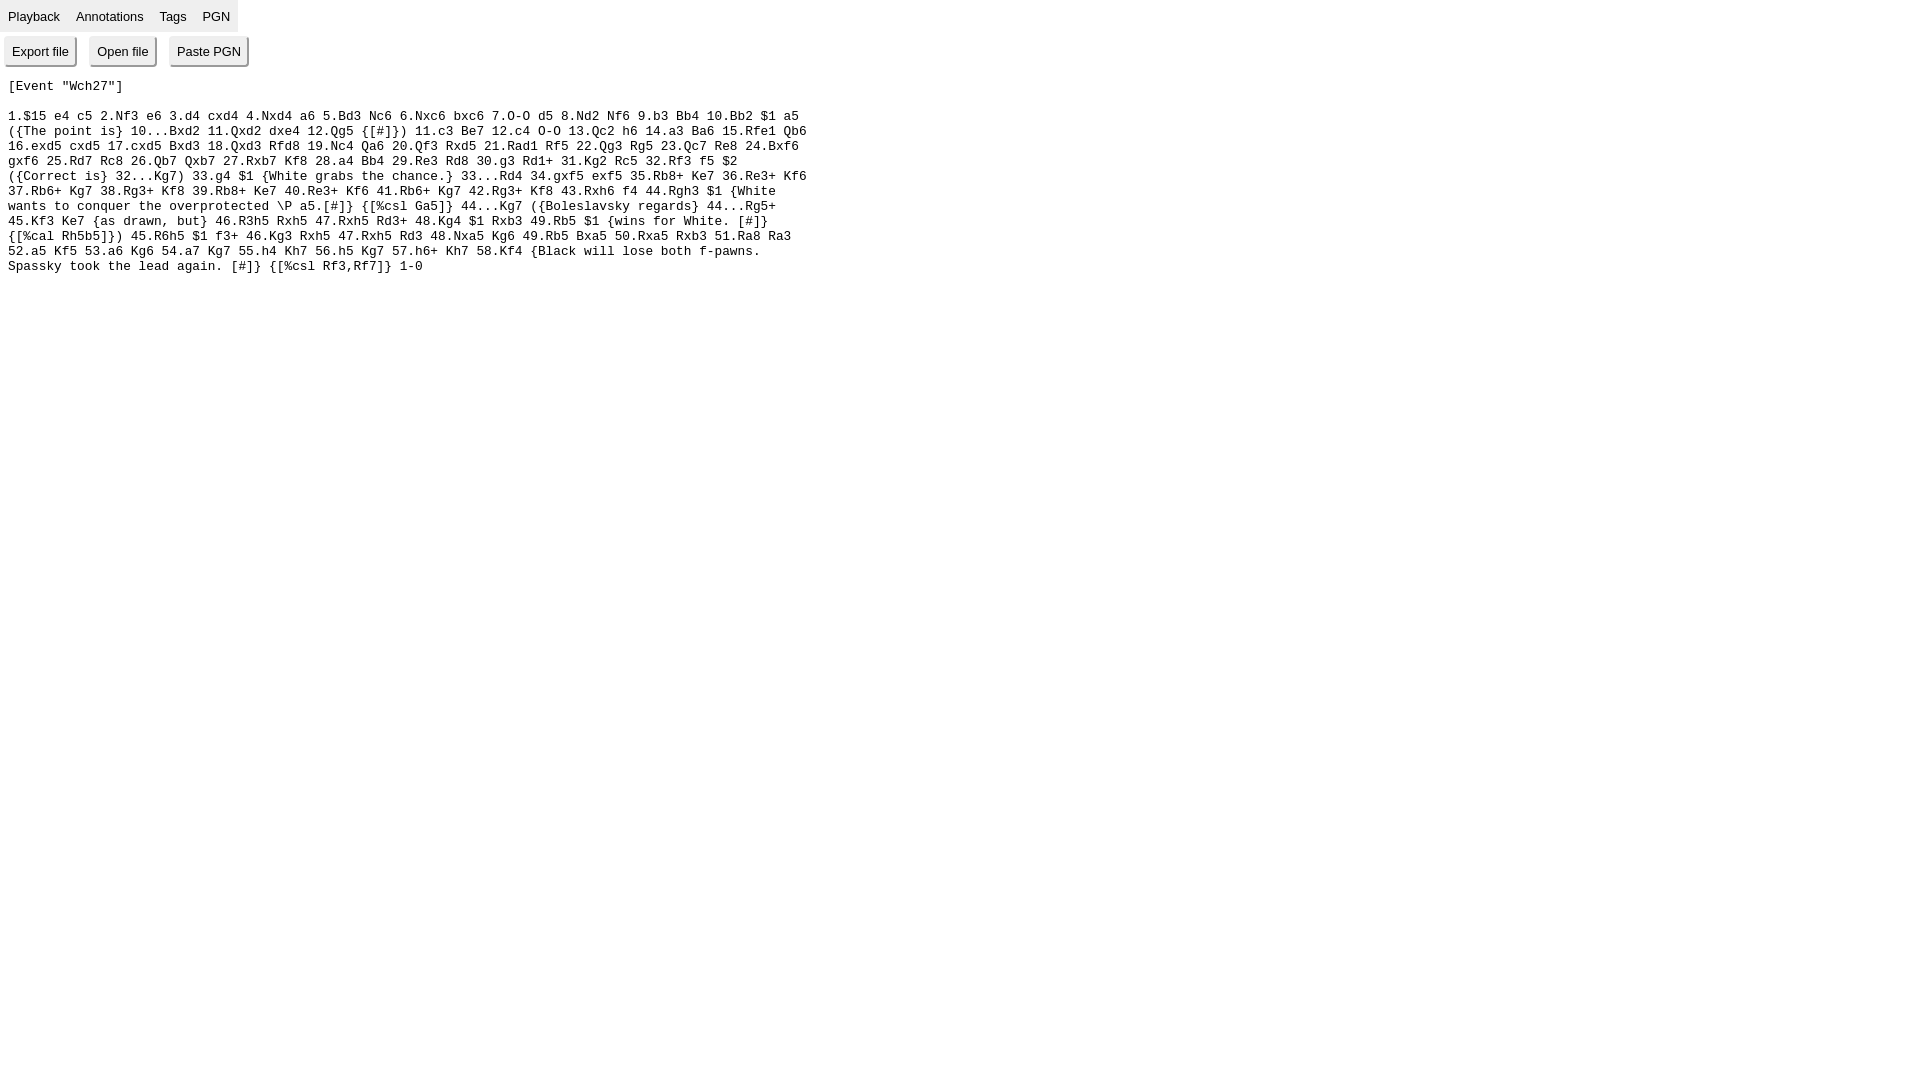 Playback Annotations Tags PGN
Export file Open file Paste PGN
[Event "Wch27"]
1.$15 e4 c5 2.Nf3 e6 3.d4 cxd4 4.Nxd4 a6 5.Bd3 Nc6 6.Nxc6 bxc6 7.O-O d5 8.Nd2 Nf6 9.b3 Bb4 10.Bb2 $1 a5
({The point is} 10...Bxd2 11.Qxd2 dxe4 12.Qg5 {[#]}) 11.c3 Be7 12.c4 O-O 13.Qc2 h6 14.a3 Ba6 15.Rfe1 Qb6
16.exd5 cxd5 17.cxd5 Bxd3 18.Qxd3 Rfd8 19.Nc4 Qa6 20.Qf3 Rxd5 21.Rad1 Rf5 22.Qg3 Rg5 23.Qc7 Re8 24.Bxf6
gxf6 25.Rd7 Rc8 26.Qb7 Qxb7 27.Rxb7 Kf8 28.a4 Bb4 29.Re3 Rd8 30.g3 Rd1+ 31.Kg2 Rc5 32.Rf3 f5 $2
({Correct is} 32...Kg7) 33.g4 $1 {White grabs the chance.} 33...Rd4 34.gxf5 exf5 35.Rb8+ Ke7 36.Re3+ Kf6
37.Rb6+ Kg7 38.Rg3+ Kf8 39.Rb8+ Ke7 40.Re3+ Kf6 41.Rb6+ Kg7 42.Rg3+ Kf8 43.Rxh6 f4 44.Rgh3 $1 {White
wants to conquer the overprotected \P a5.[#]} {[%csl Ga5]} 44...Kg7 ({Boleslavsky regards} 44...Rg5+
45.Kf3 Ke7 {as drawn, but} 46.R3h5 Rxh5 47.Rxh5 Rd3+ 48.Kg4 $1 Rxb3 49.Rb5 $1 {wins for White. [#]}
{[%cal Rh5b5]}) 45.R6h5 $1 f3+ 46.Kg3 Rxh5 47.Rxh5 Rd3 48.Nxa5 Kg6 49.Rb5 Bxa5 50.Rxa5 Rxb3 51.Ra8 Ra3
52.a5 Kf5 53.a6 Kg6 54.a7 Kg7 55.h4 Kh7 56.h5 Kg7 57.h6+ Kh7 58.Kf4 {Black will lose both f-pawns.
Spassky took the lead again. [#]} {[%csl Rf3,Rf7]} 1-0